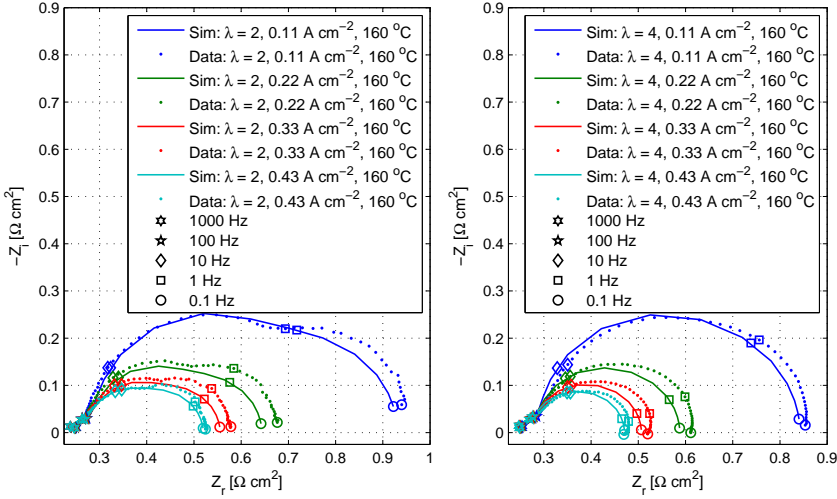 0.9
0.8
0.7
0.6
0.5
0.4
0.3
0.2
0.1
0
-Z_i [Ω cm²]
Sim: λ = 2, 0.11 A cm⁻², 160 °C
Data: λ = 2, 0.11 A cm⁻², 160 °C
Sim: λ = 2, 0.22 A cm⁻², 160 °C
Data: λ = 2, 0.22 A cm⁻², 160 °C
Sim: λ = 2, 0.33 A cm⁻², 160 °C
Data: λ = 2, 0.33 A cm⁻², 160 °C
Sim: λ = 2, 0.43 A cm⁻², 160 °C
Data: λ = 2, 0.43 A cm⁻², 160 °C
1000 Hz
100 Hz
10 Hz
1 Hz
0.1 Hz
0.3 0.4 0.5 0.6 0.7 0.8 0.9 1
Z_r [Ω cm²]
0.9
0.8
0.7
0.6
0.5
0.4
0.3
0.2
0.1
0
-Z_i [Ω cm²]
Sim: λ = 4, 0.11 A cm⁻², 160 °C
Data: λ = 4, 0.11 A cm⁻², 160 °C
Sim: λ = 4, 0.22 A cm⁻², 160 °C
Data: λ = 4, 0.22 A cm⁻², 160 °C
Sim: λ = 4, 0.33 A cm⁻², 160 °C
Data: λ = 4, 0.33 A cm⁻², 160 °C
Sim: λ = 4, 0.43 A cm⁻², 160 °C
Data: λ = 4, 0.43 A cm⁻², 160 °C
1000 Hz
100 Hz
10 Hz
1 Hz
0.1 Hz
0.3 0.4 0.5 0.6 0.7 0.8 0.9
Z_r [Ω cm²]